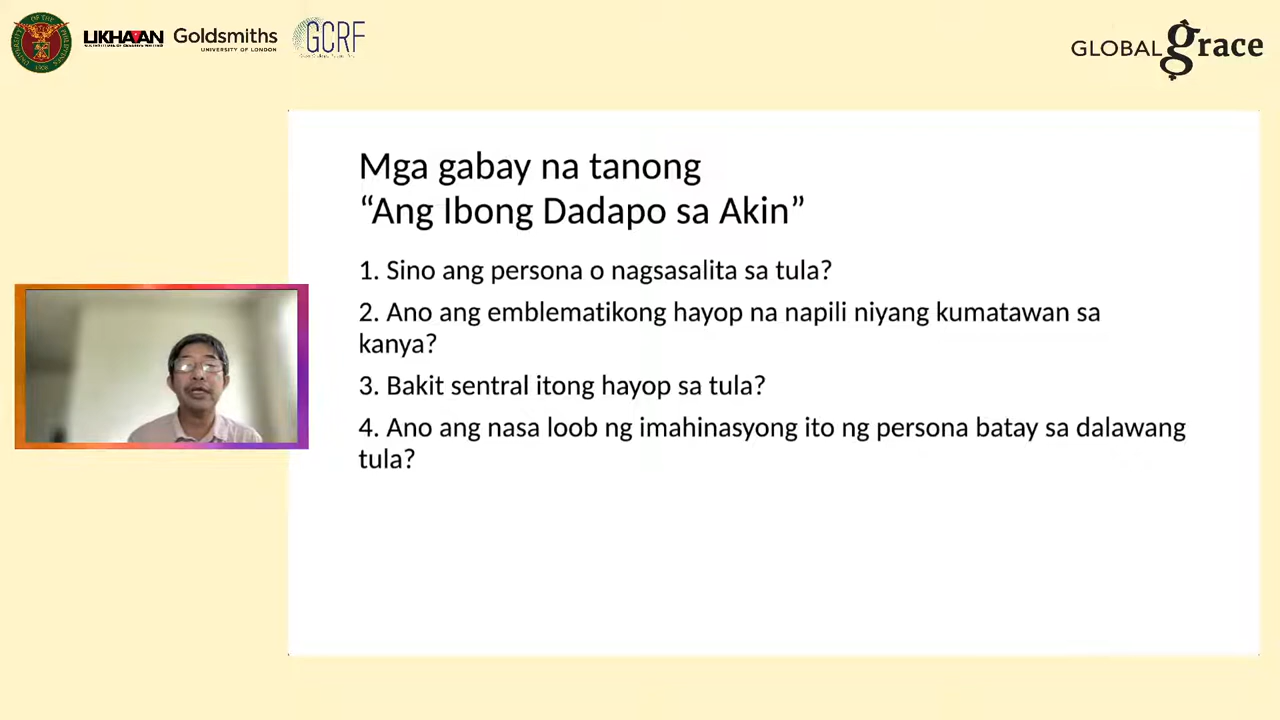 LIKHAAN
Goldsmiths
UNIVERSITY OF LONDON
GCRF
GLOBAL grace
Mga gabay na tanong
“Ang Ibong Dadapo sa Akin”
1. Sino ang persona o nagsasalita sa tula?
2. Ano ang emblematikong hayop na napili niyang kumatawan sa
kanya?
3. Bakit sentral itong hayop sa tula?
4. Ano ang nasa loob ng imahinasyong ito ng persona batay sa dalawang
tula?